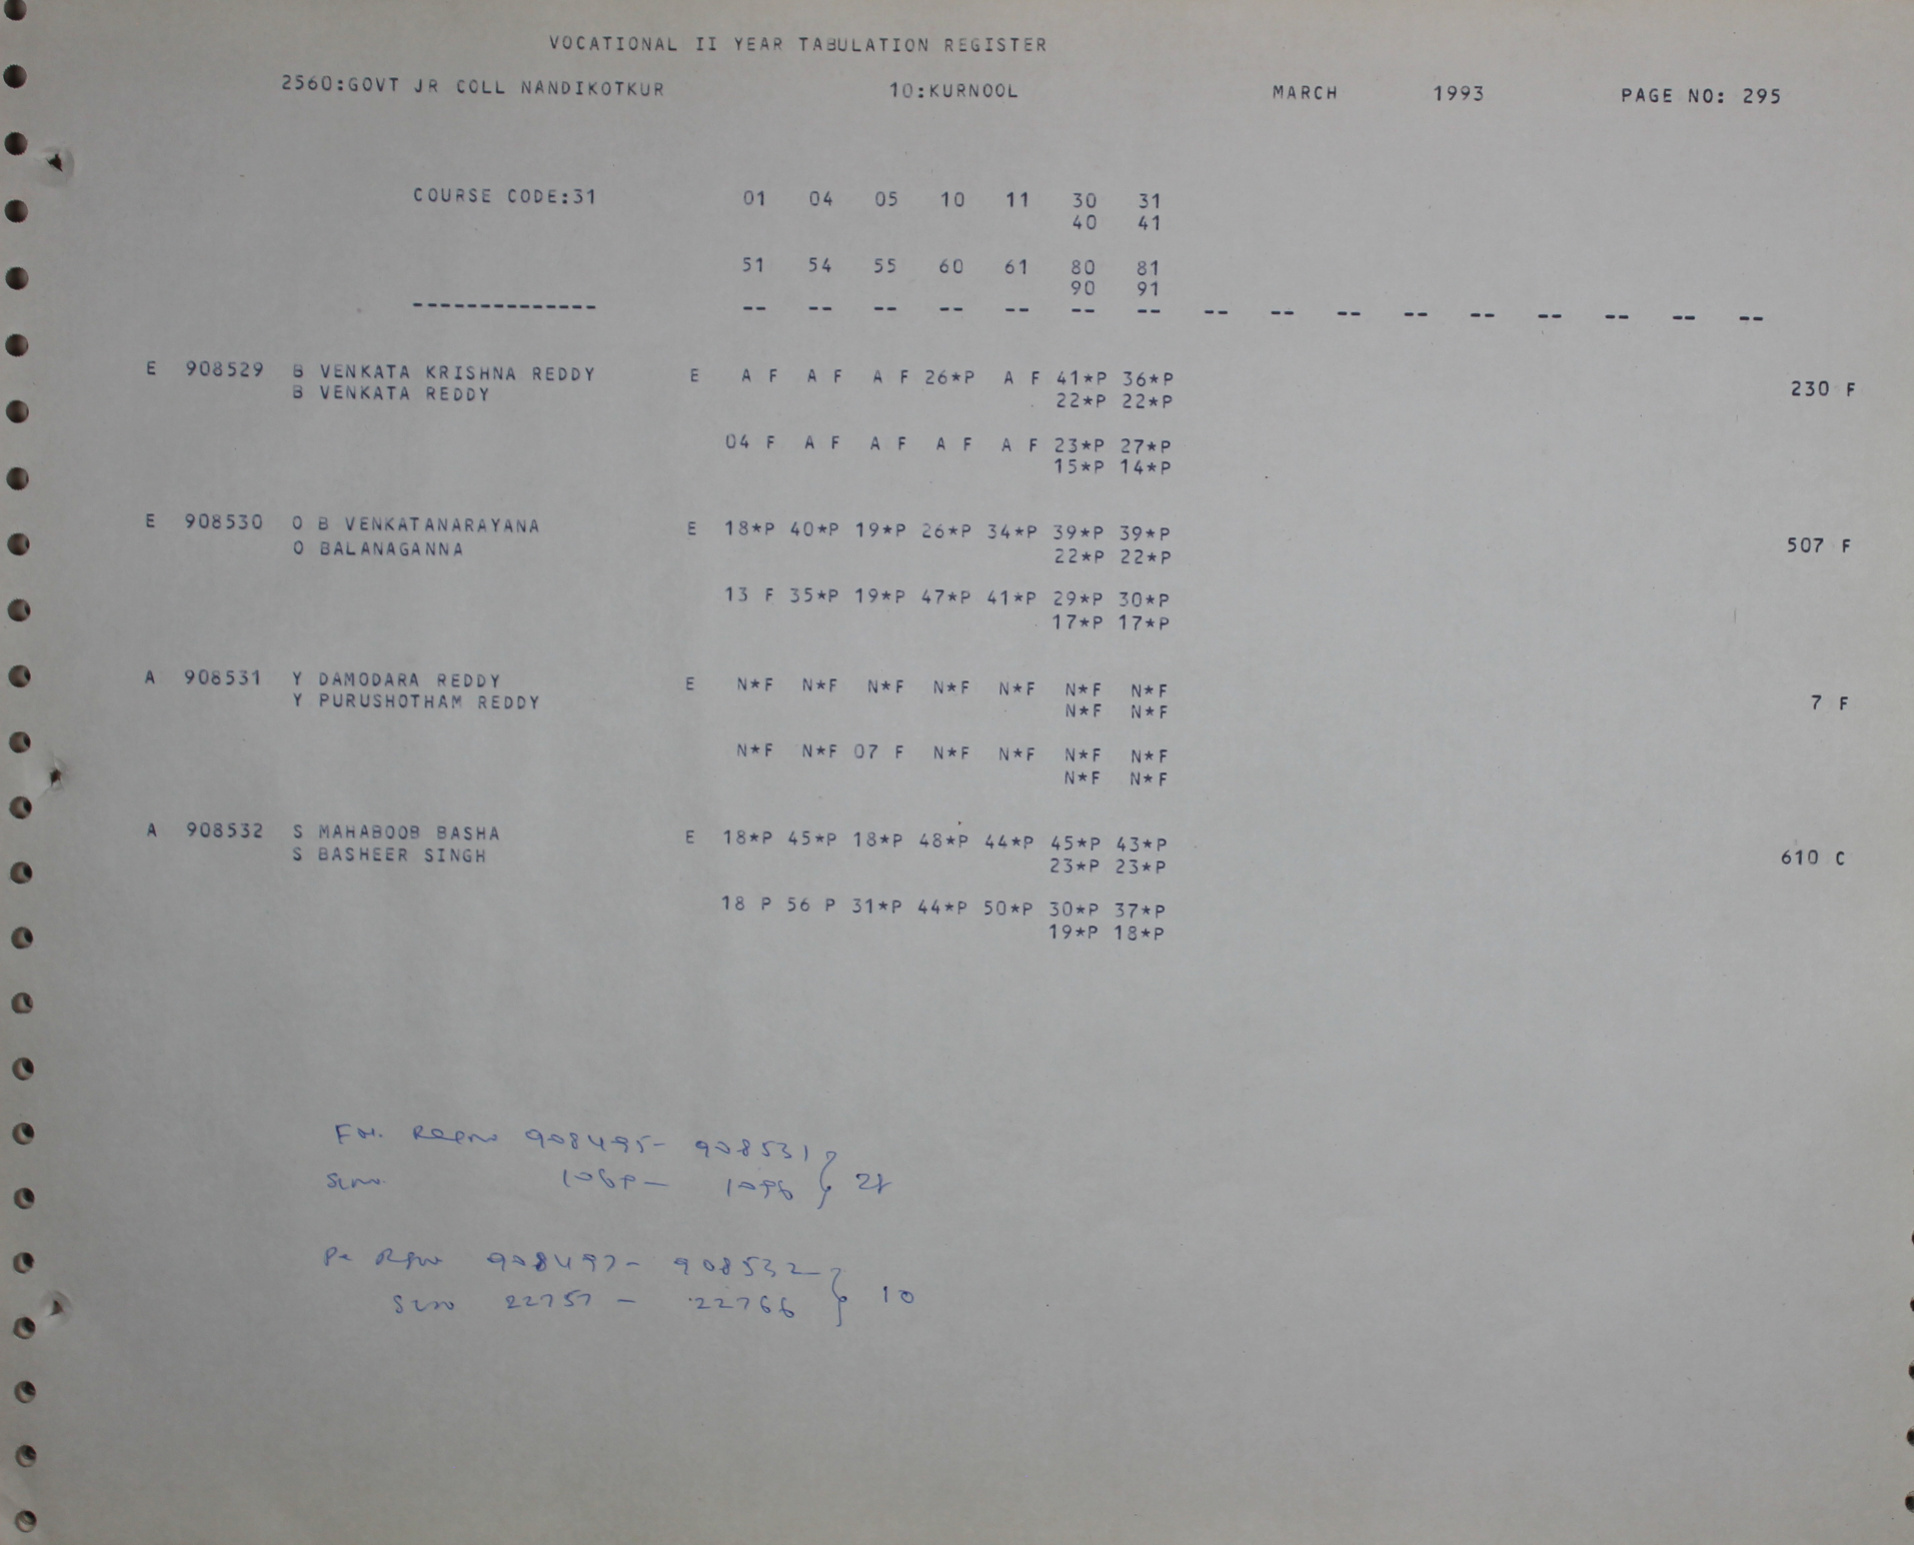 VOCATIONAL II YEAR TABULATION REGISTER
2560:GOVT JR COLL NANDIKOTKUR 10:KURNOOL MARCH 1993 PAGE NO: 295
COURSE CODE:31 01 04 05 10 11 30 31
40 41
51 54 55 60 61 80 81
90 91
-------------- -- -- -- -- -- -- -- -- -- -- -- -- -- -- -- --
E 908529 B VENKATA KRISHNA REDDY E A F A F A F 26*P A F 41*P 36*P
B VENKATA REDDY 22*P 22*P 230 F
04 F A F A F A F A F 23*P 27*P
15*P 14*P
E 908530 O B VENKATANARAYANA E 18*P 40*P 19*P 26*P 34*P 39*P 39*P
O BALANAGANNA 22*P 22*P 507 F
13 F 35*P 19*P 47*P 41*P 29*P 30*P
17*P 17*P
A 908531 Y DAMODARA REDDY E N*F N*F N*F N*F N*F N*F N*F
Y PURUSHOTHAM REDDY N*F N*F 7 F
N*F N*F 07 F N*F N*F N*F N*F
N*F N*F
A 908532 S MAHABOOB BASHA E 18*P 45*P 18*P 48*P 44*P 45*P 43*P
S BASHEER SINGH 23*P 23*P 610 C
18 P 56 P 31*P 44*P 50*P 30*P 37*P
19*P 18*P
908495- 908531
908497- 908532
22757 - 22766 10